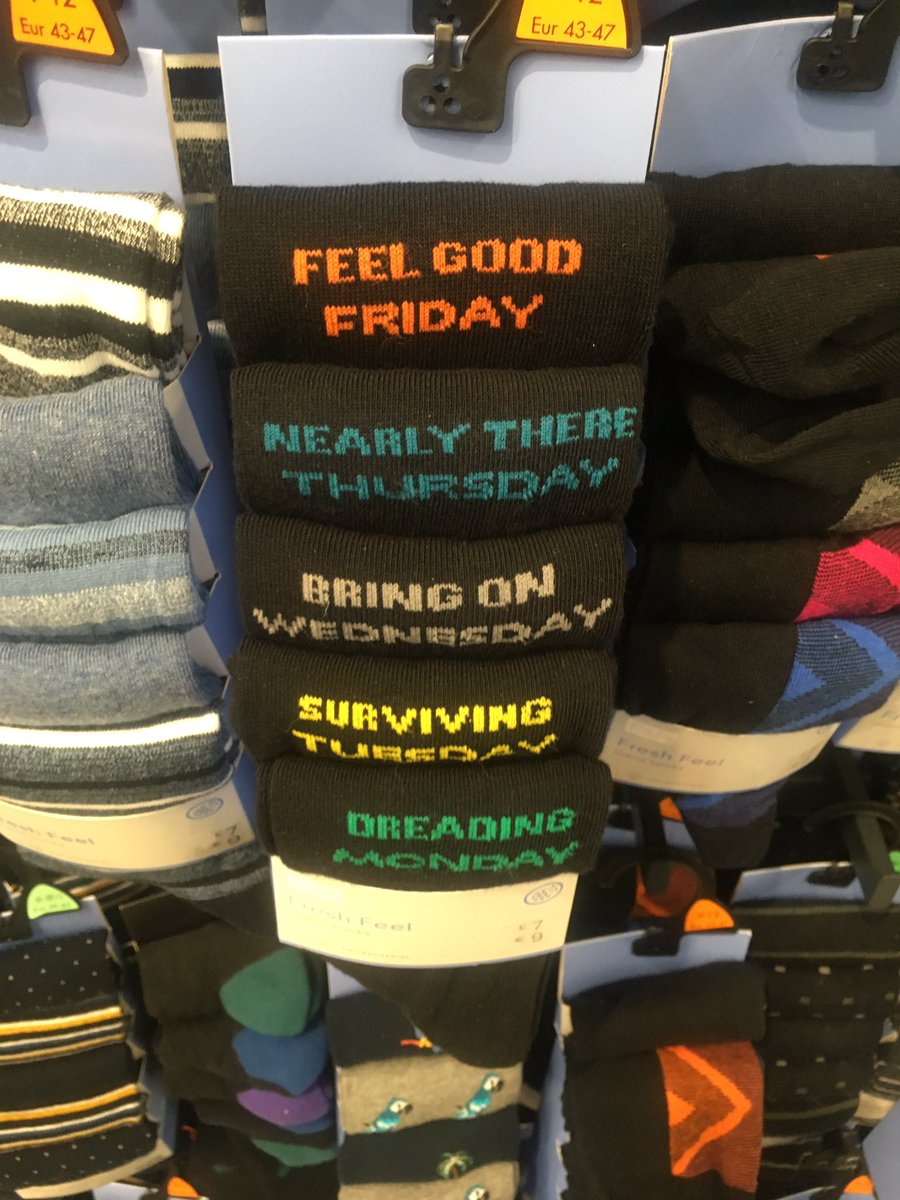 Eur 43-47
12
Eur 43-47
FEEL GOOD
FRIDAY
NEARLY THERE
THURSDAY
BRING ON
WEDNESDAY
SURVIVING
TUESDAY
DREADING
MONDAY
Fresh Feel
£7
€9
Fresh Feel
Fresh Feel
£7
€9